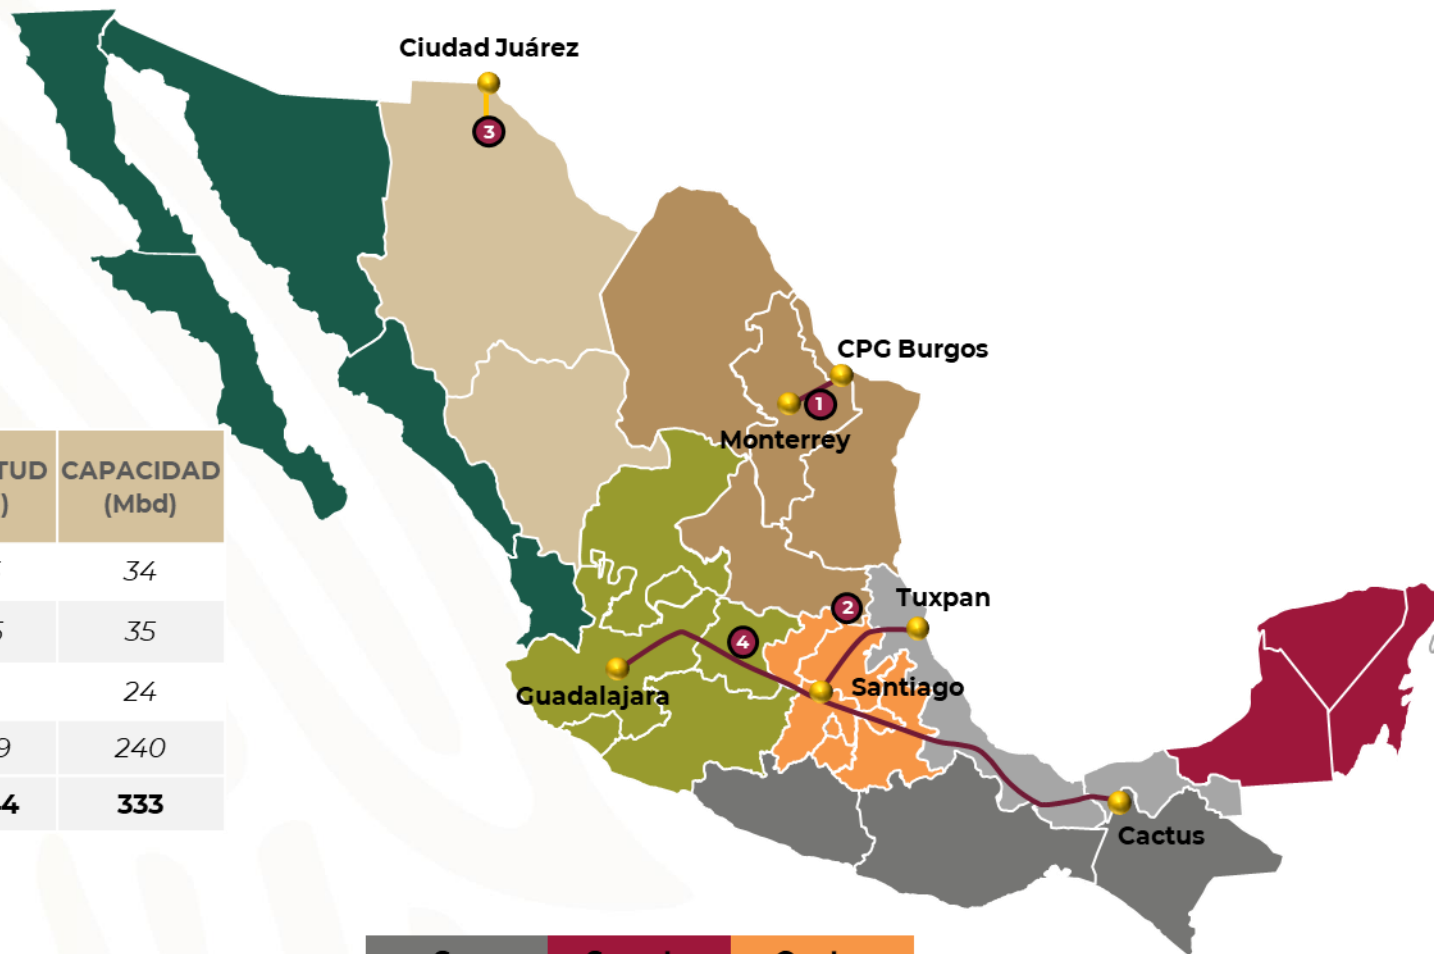 Ciudad Juárez
3
CPG Burgos
1
Monterrey
CAPACIDAD
(Mbd)
34
35
24
240
333
2
Tuxpan
4
Guadalajara
Santiago
Cactus